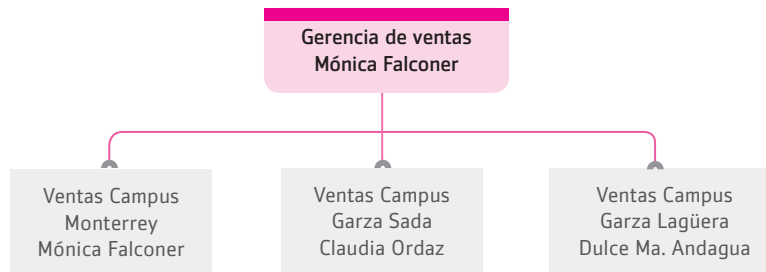 Gerencia de ventas
Mónica Falconer
Ventas Campus
Monterrey
Mónica Falconer
Ventas Campus
Garza Sada
Claudia Ordaz
Ventas Campus
Garza Lagüera
Dulce Ma. Andagua